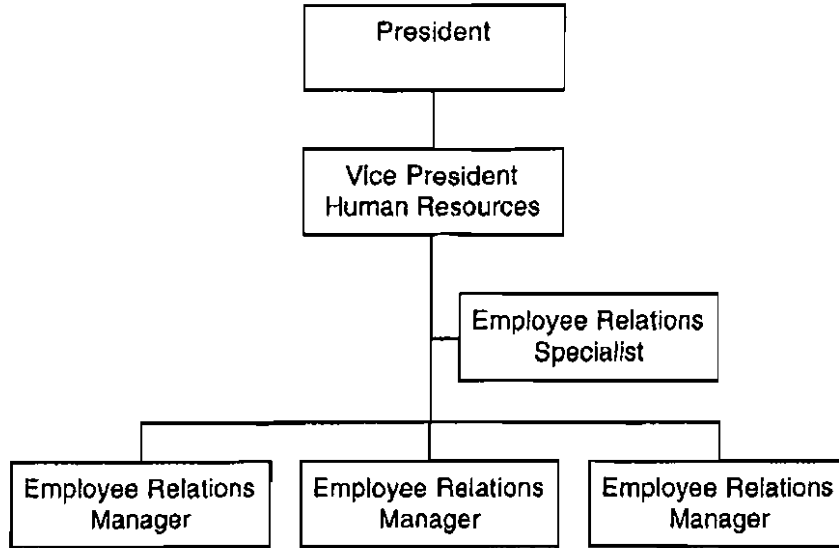 President
Vice President
Human Resources
Employee Relations
Specialist
Employee Relations
Manager
Employee Relations
Manager
Employee Relations
Manager